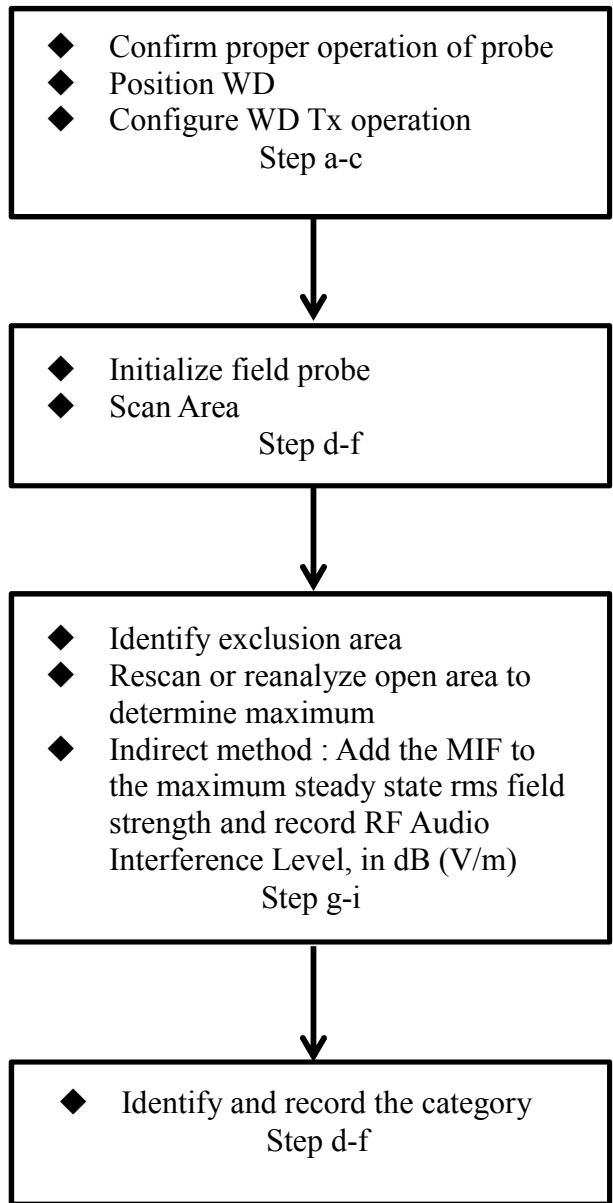 ◆ Confirm proper operation of probe
◆ Position WD
◆ Configure WD Tx operation
Step a-c
◆ Initialize field probe
◆ Scan Area
Step d-f
◆ Identify exclusion area
◆ Rescan or reanalyze open area to
determine maximum
◆ Indirect method : Add the MIF to
the maximum steady state rms field
strength and record RF Audio
Interference Level, in dB (V/m)
Step g-i
◆ Identify and record the category
Step d-f